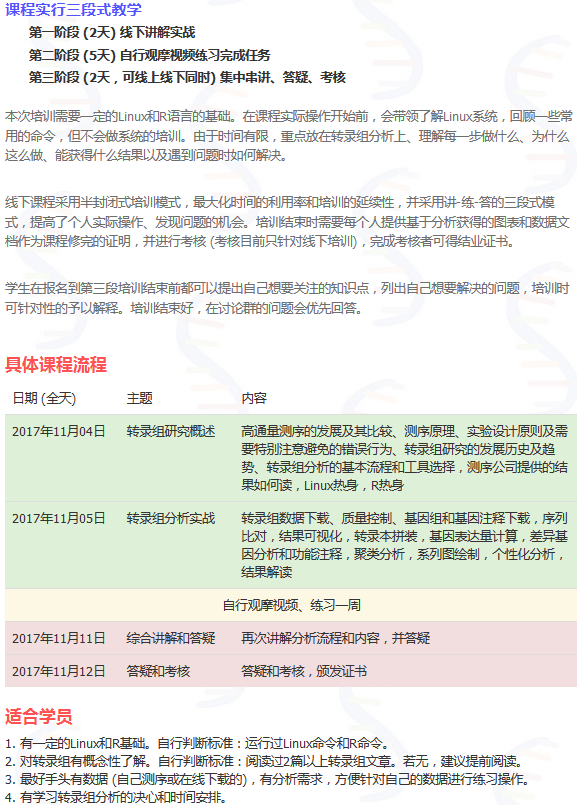 课程实行三段式教学
第一阶段 (2天) 线下讲解实战
第二阶段 (5天) 自行观摩视频练习完成任务
第三阶段 (2天，可线上线下同时) 集中串讲、答疑、考核
本次培训需要一定的Linux和R语言的基础。在课程实际操作开始前，会带领了解Linux系统，回顾一些常
用的命令，但不会做系统的培训。由于时间有限，重点放在转录组分析上、理解每一步做什么、为什么
这么做、能获得什么结果以及遇到问题时如何解决。
线下课程采用半封闭式培训模式，最大化时间的利用率和培训的延续性，并采用讲-练-答的三段式模
式，提高了个人实际操作、发现问题的机会。培训结束时需要每个人提供基于分析获得的图表和数据文
档作为课程修完的证明，并进行考核 (考核目前只针对线下培训)，完成考核者可得结业证书。
学生在报名到第三段培训结束前都可以提出自己想要关注的知识点，列出自己想要解决的问题，培训时
可针对性的予以解释。培训结束好，在讨论群的问题会优先回答。
具体课程流程
日期 (全天) 主题 内容
2017年11月04日 转录组研究概述 高通量测序的发展及其比较、测序原理、实验设计原则及需
要特别注意避免的错误行为、转录组研究的发展历史及趋
势、转录组分析的基本流程和工具选择，测序公司提供的结
果如何读，Linux热身，R热身
2017年11月05日 转录组分析实战 转录组数据下载、质量控制、基因组和基因注释下载，序列
比对，结果可视化，转录本拼装，基因表达量计算，差异基
因分析和功能注释，聚类分析，系列图绘制，个性化分析，
结果解读
自行观摩视频、练习一周
2017年11月11日 综合讲解和答疑 再次讲解分析流程和内容，并答疑
2017年11月12日 答疑和考核 答疑和考核，颁发证书
适合学员
1. 有一定的Linux和R基础。自行判断标准：运行过Linux命令和R命令。
2. 对转录组有概念性了解。自行判断标准：阅读过2篇以上转录组文章。若无，建议提前阅读。
3. 最好手头有数据 (自己测序或在线下载的)，有分析需求，方便针对自己的数据进行练习操作。
4. 有学习转录组分析的决心和时间安排。